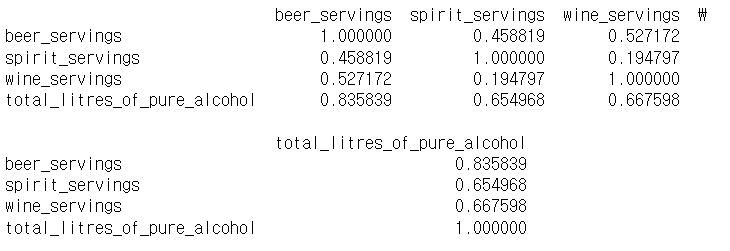 beer_servings spirit_servings wine_servings ₩
beer_servings 1.000000 0.458819 0.527172
spirit_servings 0.458819 1.000000 0.194797
wine_servings 0.527172 0.194797 1.000000
total_litres_of_pure_alcohol 0.835839 0.654968 0.667598
total_litres_of_pure_alcohol
beer_servings 0.835839
spirit_servings 0.654968
wine_servings 0.667598
total_litres_of_pure_alcohol 1.000000